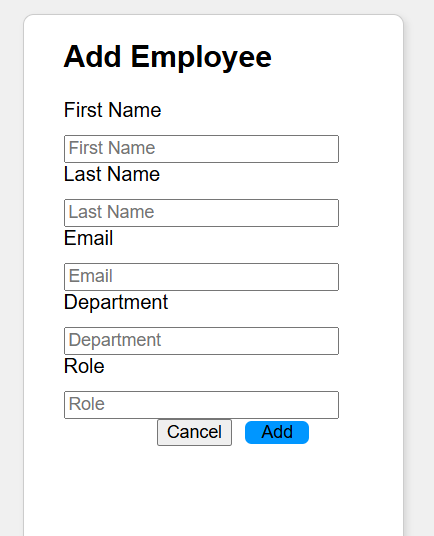 Add Employee
First Name
First Name
Last Name
Last Name
Email
Email
Department
Department
Role
Role
Cancel Add